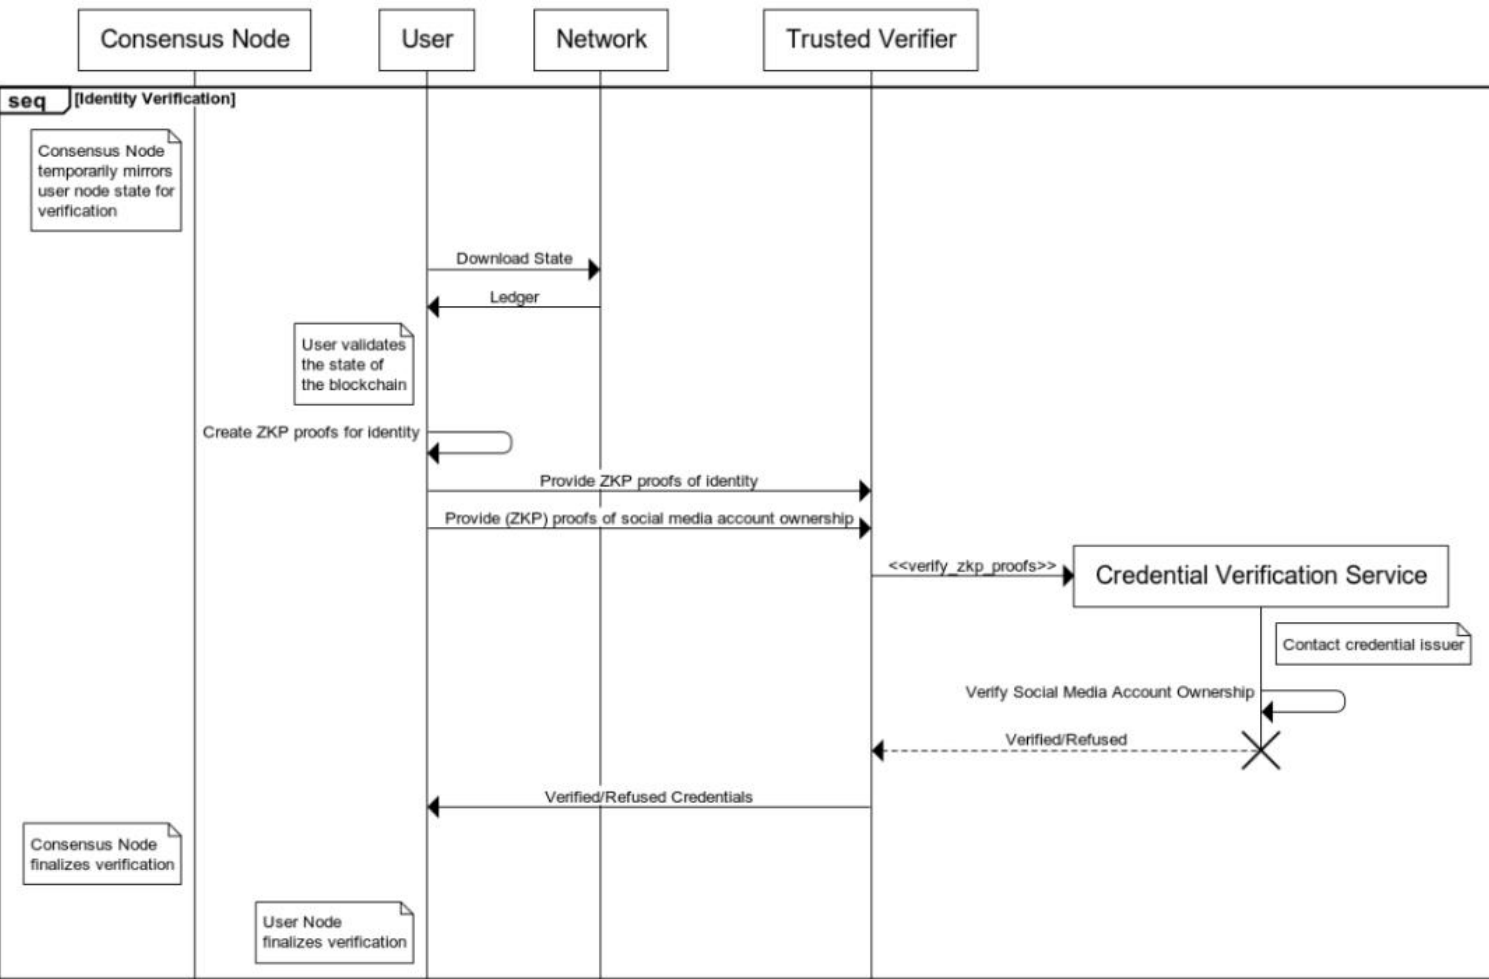 Consensus Node
User
Network
Trusted Verifier
seq
[Identity Verification]
Consensus Node
temporarily mirrors
user node state for
verification
Download State
Ledger
User validates
the state of
the blockchain
Create ZKP proofs for identity
Provide ZKP proofs of identity
Provide (ZKP) proofs of social media account ownership
<<verify_zkp_proofs>>
Credential Verification Service
Contact credential issuer
Verify Social Media Account Ownership
Verified/Refused
Verified/Refused Credentials
Consensus Node
finalizes verification
User Node
finalizes verification